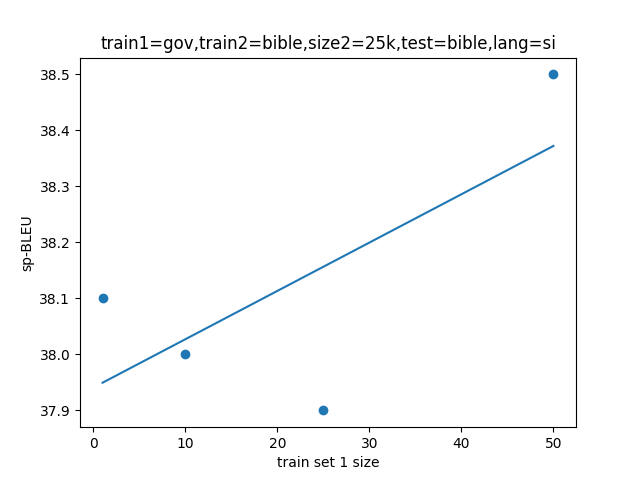 train1=gov,train2=bible,size2=25k,test=bible,lang=si
38.5
38.4
38.3
38.2
38.1
38.0
37.9
sp-BLEU
0 10 20 30 40 50
train set 1 size